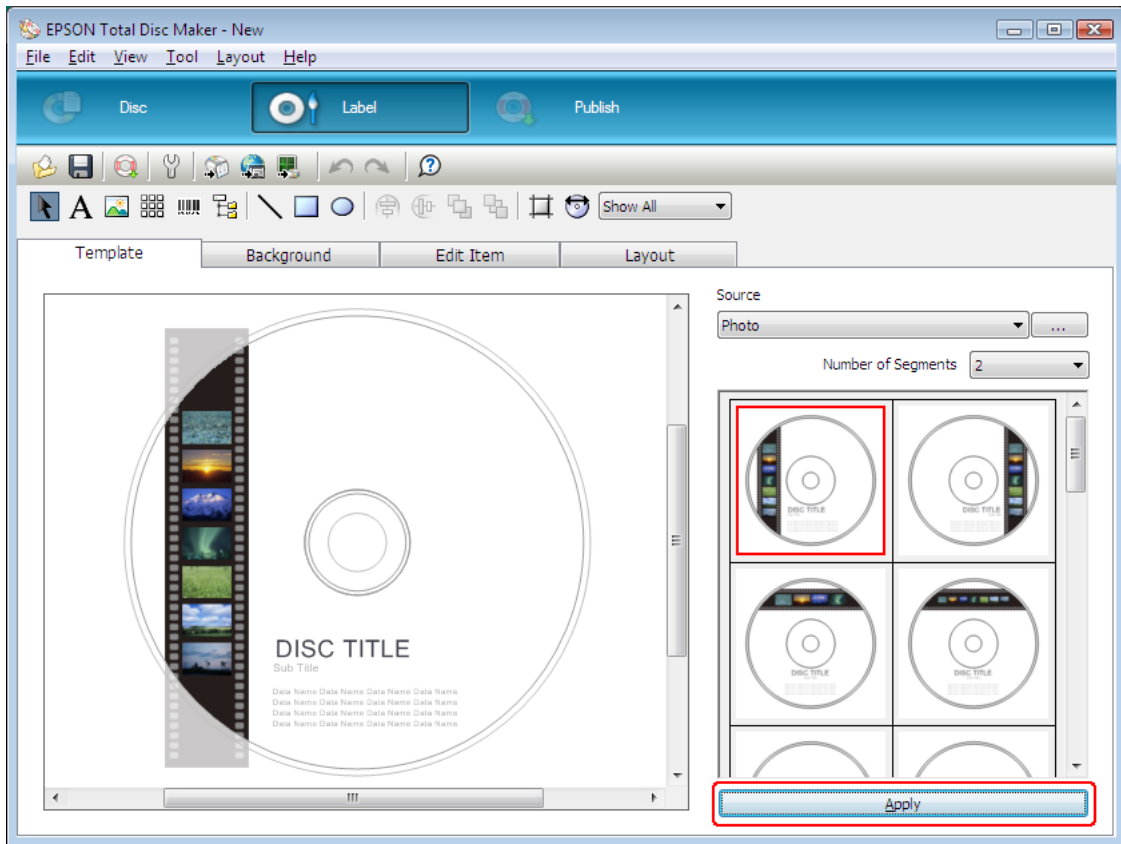 EPSON Total Disc Maker - New
File Edit View Tool Layout Help
Disc Label Publish
A Show All
Template Background Edit Item Layout
Source
Photo ...
Number of Segments 2
DISC TITLE
Sub Title
Data Name Data Name Data Name Data Name
Data Name Data Name Data Name Data Name
Data Name Data Name Data Name Data Name
Data Name Data Name Data Name Data Name
DISC TITLE DISC TITLE
DISC TITLE DISC TITLE
Apply